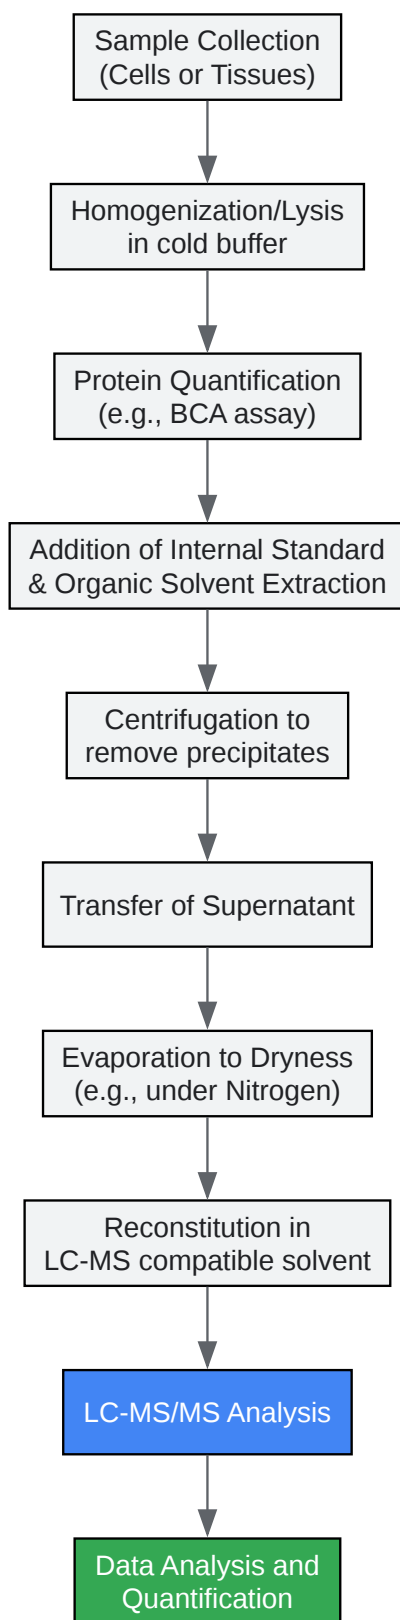 Sample Collection
(Cells or Tissues)
Homogenization/Lysis
in cold buffer
Protein Quantification
(e.g., BCA assay)
Addition of Internal Standard
& Organic Solvent Extraction
Centrifugation to
remove precipitates
Transfer of Supernatant
Evaporation to Dryness
(e.g., under Nitrogen)
Reconstitution in
LC-MS compatible solvent
LC-MS/MS Analysis
Data Analysis and
Quantification